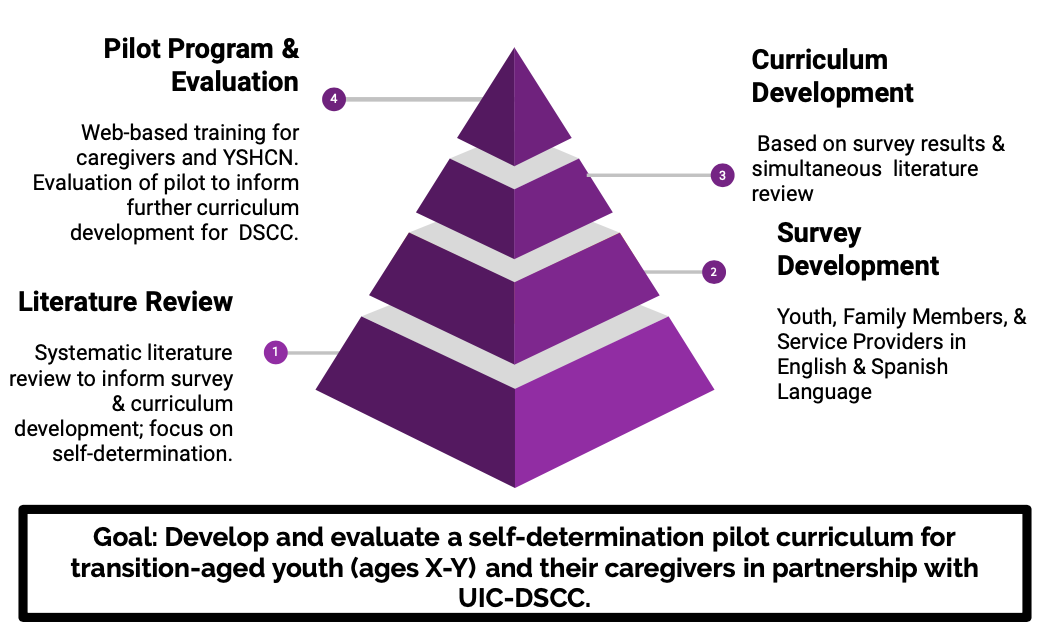 Pilot Program &
Evaluation
4
Web-based training for
caregivers and YSHCN.
Evaluation of pilot to inform
further curriculum
development for DSCC.
Curriculum
Development
3
Based on survey results &
simultaneous literature
review
Survey
Development
2
Youth, Family Members, &
Service Providers in
English & Spanish
Language
Literature Review
1
Systematic literature
review to inform survey
& curriculum
development; focus on
self-determination.
Goal: Develop and evaluate a self-determination pilot curriculum for
transition-aged youth (ages X-Y) and their caregivers in partnership with
UIC-DSCC.